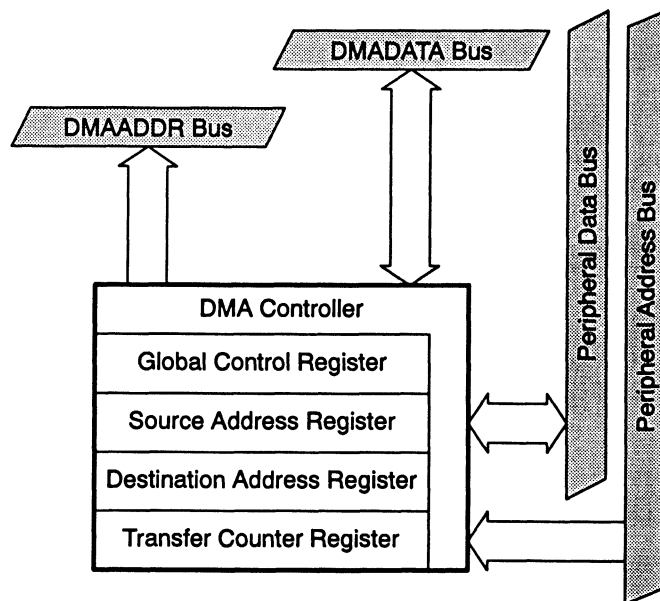 DMADATA Bus
DMAADDR Bus
Peripheral Data Bus
Peripheral Address Bus
DMA Controller
Global Control Register
Source Address Register
Destination Address Register
Transfer Counter Register